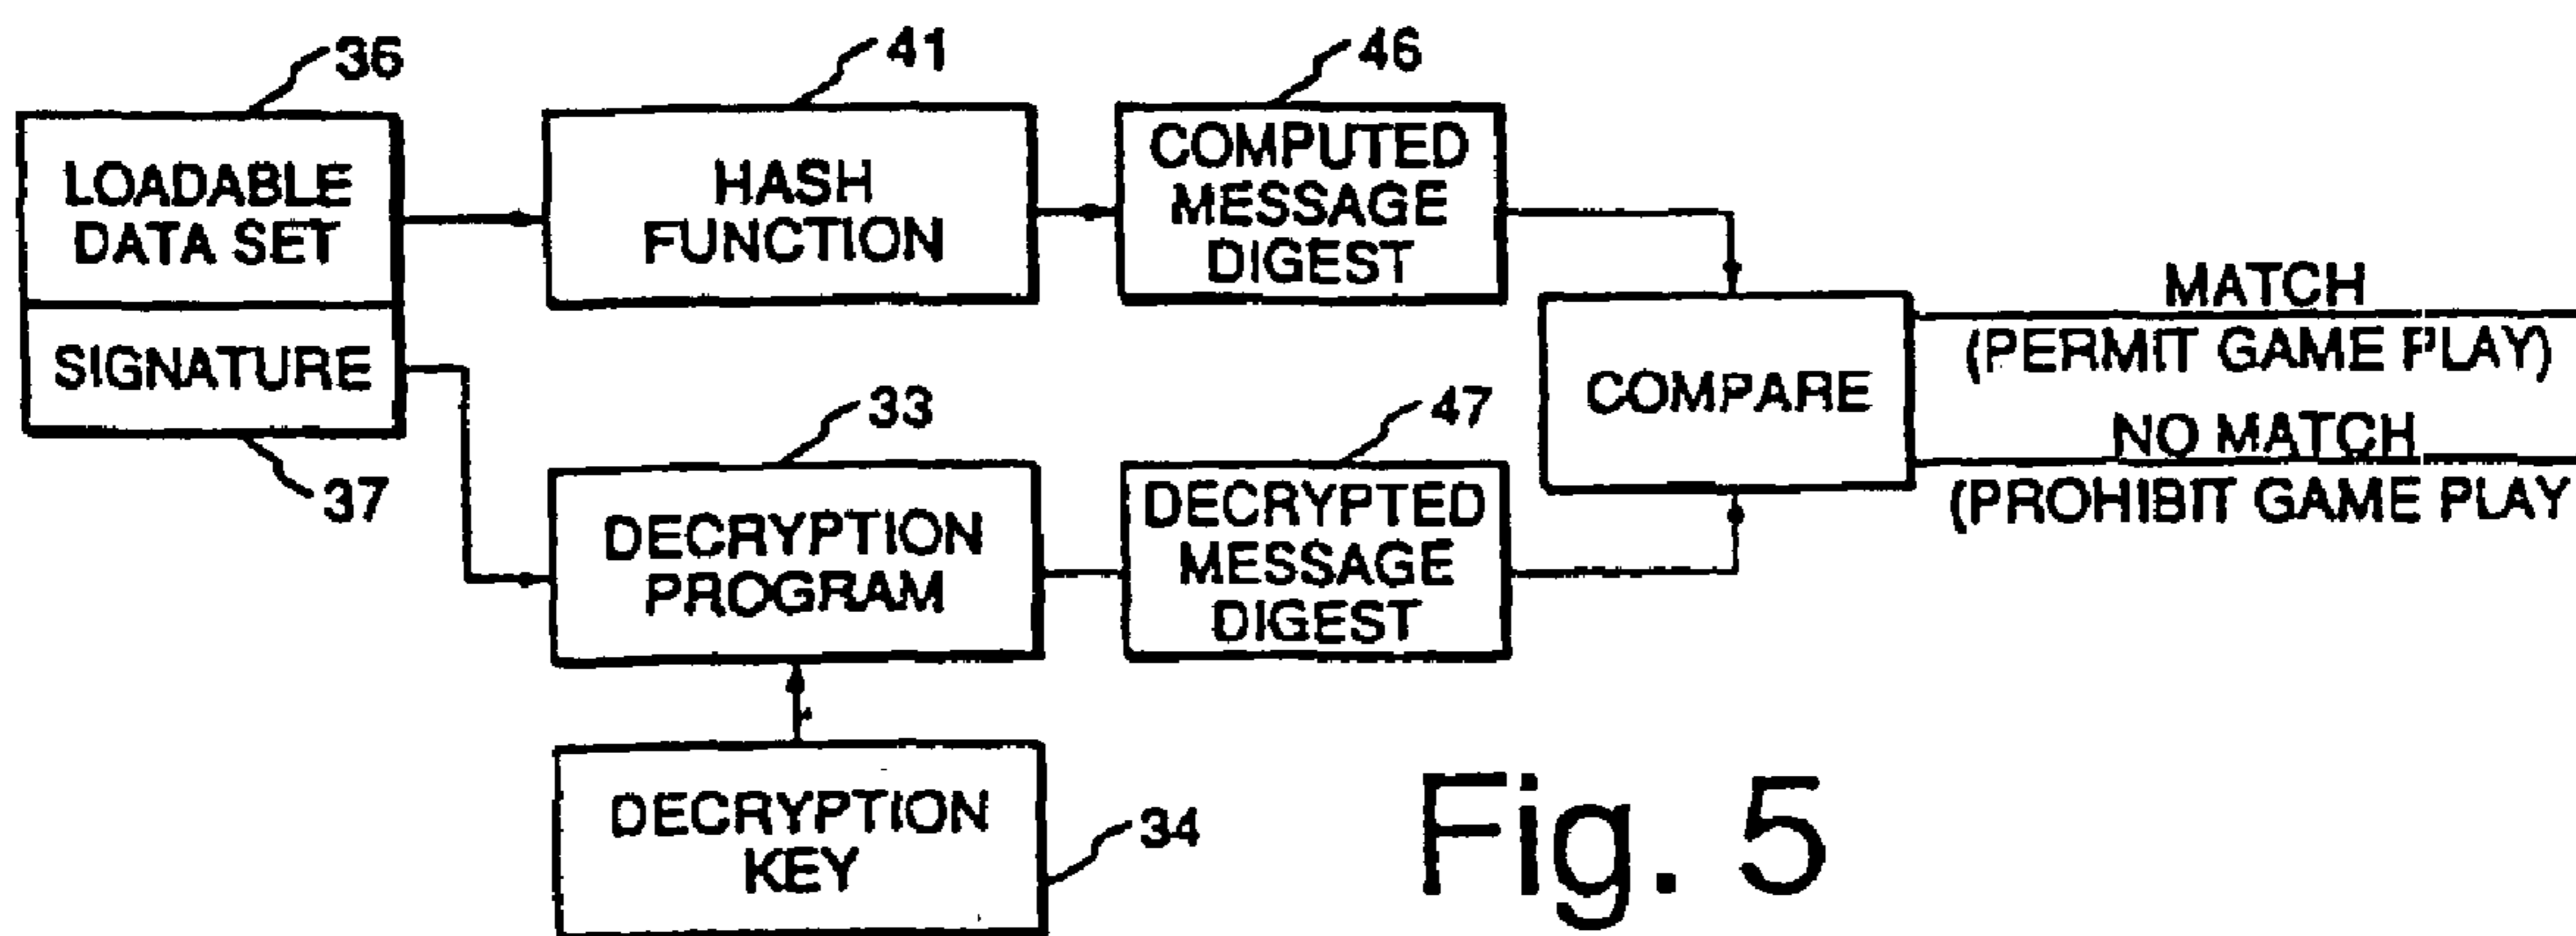 36
41
46
LOADABLE
DATA SET
HASH
FUNCTION
COMPUTED
MESSAGE
DIGEST
MATCH
(PERMIT GAME PLAY)
SIGNATURE
COMPARE
NO MATCH
(PROHIBIT GAME PLAY
37
33
47
DECRYPTION
PROGRAM
DECRYPTED
MESSAGE
DIGEST
DECRYPTION
KEY
34
Fig. 5